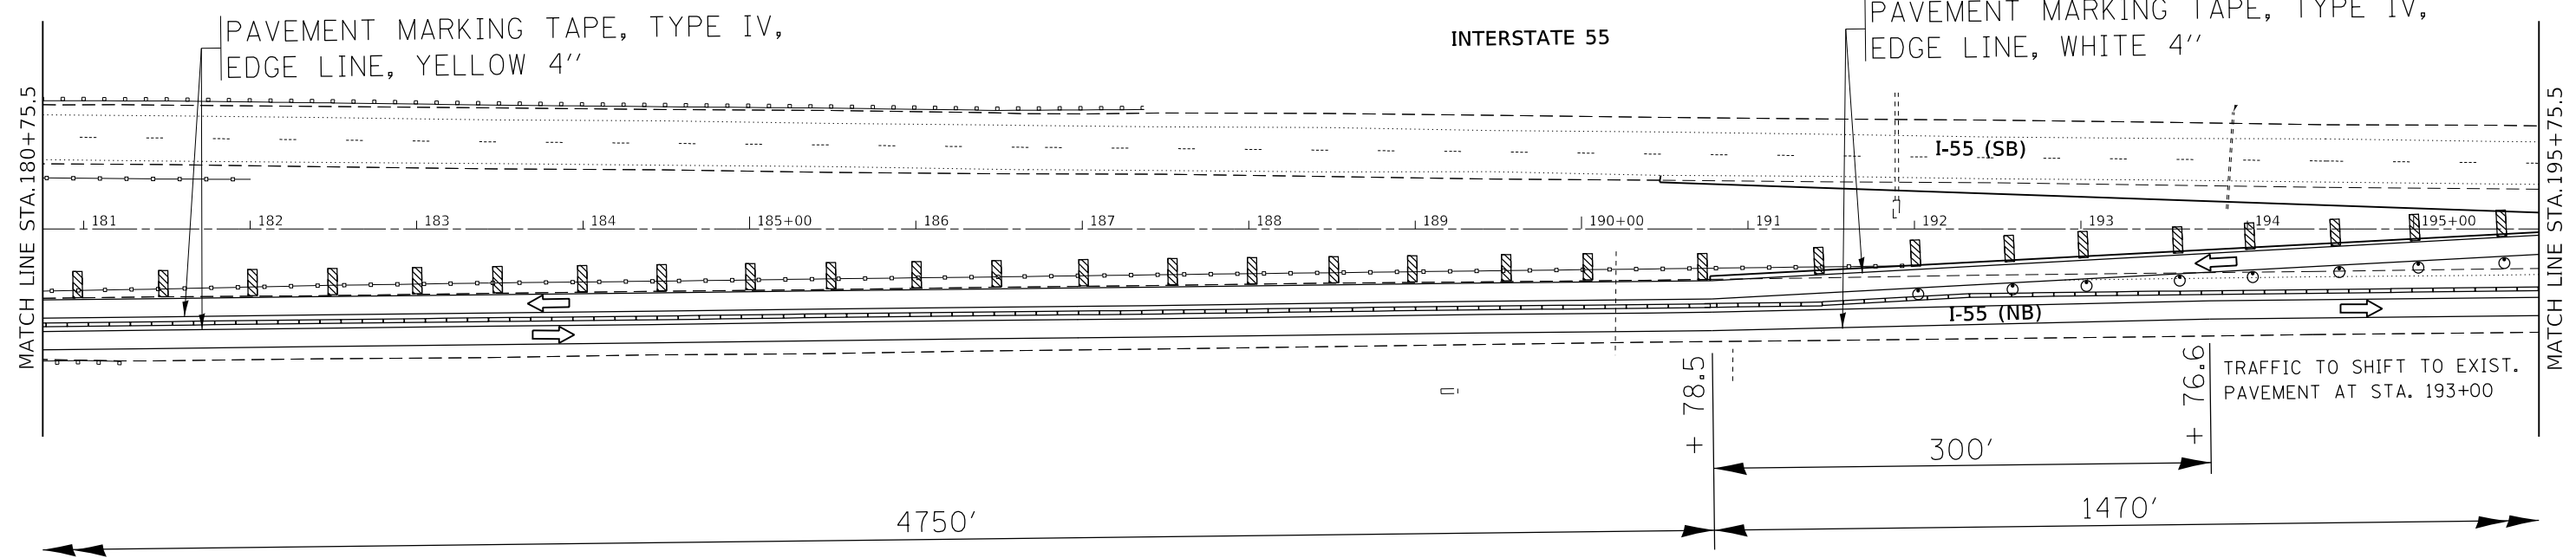 PAVEMENT MARKING TAPE, TYPE IV,
EDGE LINE, YELLOW 4''
INTERSTATE 55
PAVEMENT MARKING TAPE, TYPE IV,
EDGE LINE, WHITE 4''
MATCH LINE STA.180+75.5
MATCH LINE STA.195+75.5
I-55 (SB)
181
182
183
184
185+00
186
187
188
189
190+00
191
192
193
194
195+00
I-55 (NB)
+ 78.5
+ 76.6
TRAFFIC TO SHIFT TO EXIST.
PAVEMENT AT STA. 193+00
300'
4750'
1470'